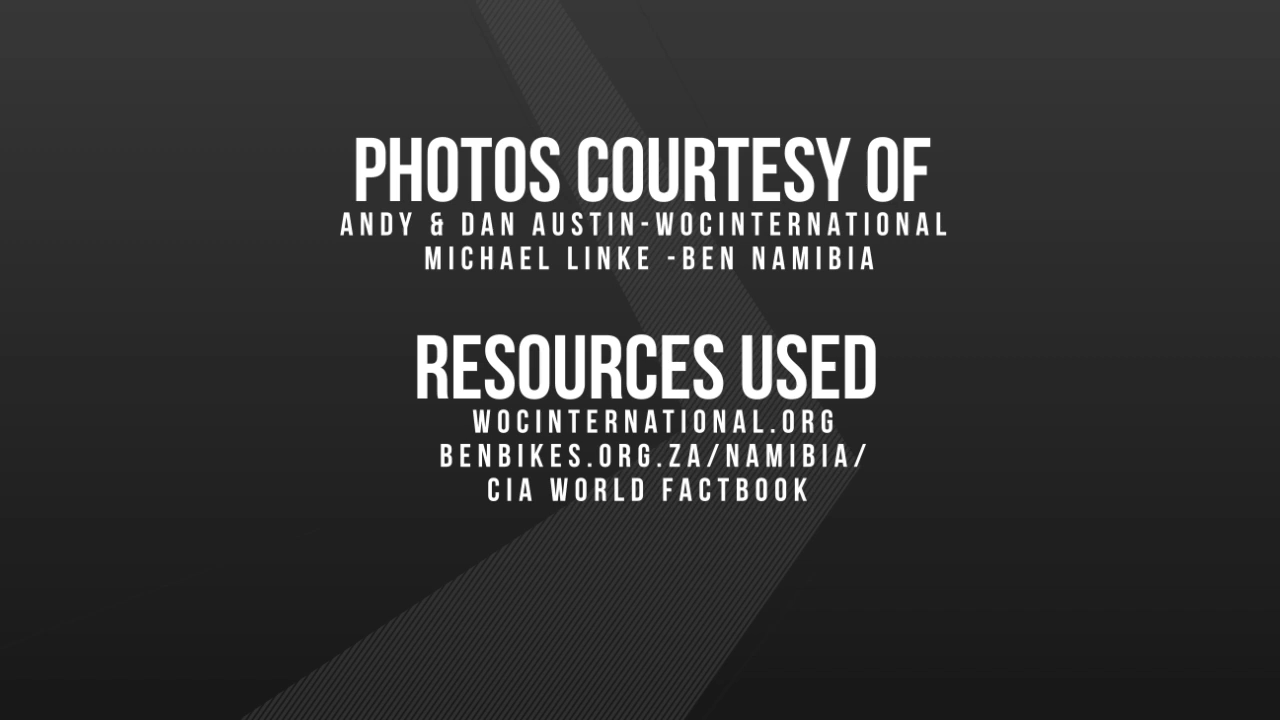 PHOTOS COURTESY OF
ANDY & DAN AUSTIN-WOCINTERNATIONAL
MICHAEL LINKE -BEN NAMIBIA
RESOURCES USED
WOCINTERNATIONAL.ORG
BENBIKES.ORG.ZA/NAMIBIA/
CIA WORLD FACTBOOK